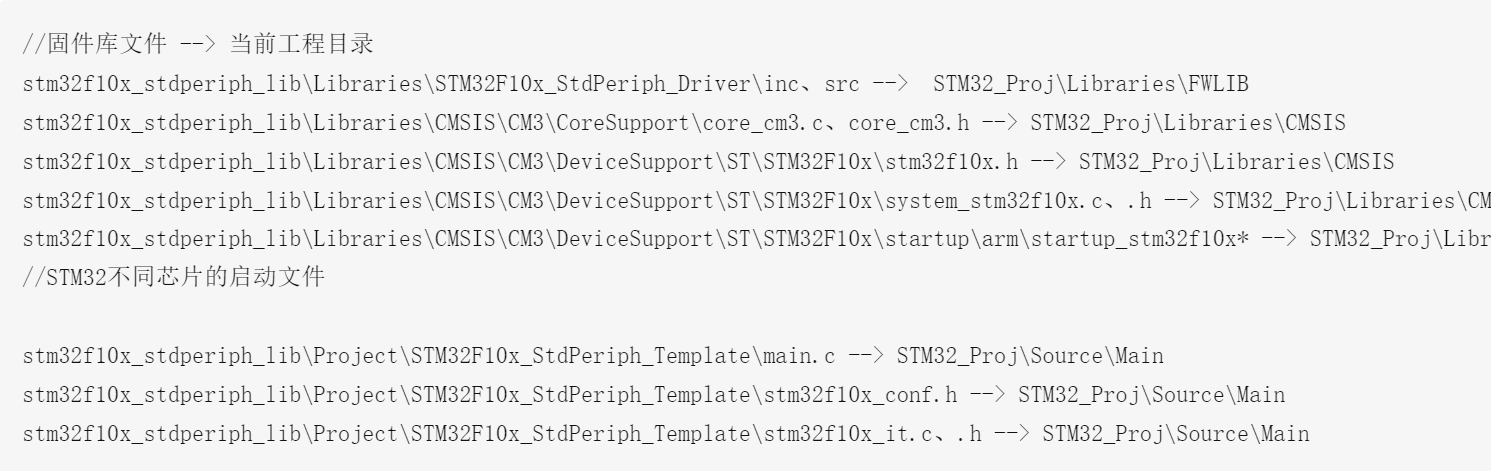 //固件库文件 --> 当前工程目录
stm32f10x_stdperiph_lib\Libraries\STM32F10x_StdPeriph_Driver\inc、src -->  STM32_Proj\Libraries\FWLIB
stm32f10x_stdperiph_lib\Libraries\CMSIS\CM3\CoreSupport\core_cm3.c、core_cm3.h --> STM32_Proj\Libraries\CMSIS
stm32f10x_stdperiph_lib\Libraries\CMSIS\CM3\DeviceSupport\ST\STM32F10x\stm32f10x.h --> STM32_Proj\Libraries\CMSIS
stm32f10x_stdperiph_lib\Libraries\CMSIS\CM3\DeviceSupport\ST\STM32F10x\system_stm32f10x.c、.h --> STM32_Proj\Libraries\CM
stm32f10x_stdperiph_lib\Libraries\CMSIS\CM3\DeviceSupport\ST\STM32F10x\startup\arm\startup_stm32f10x* --> STM32_Proj\Libr
//STM32不同芯片的启动文件
stm32f10x_stdperiph_lib\Project\STM32F10x_StdPeriph_Template\main.c --> STM32_Proj\Source\Main
stm32f10x_stdperiph_lib\Project\STM32F10x_StdPeriph_Template\stm32f10x_conf.h --> STM32_Proj\Source\Main
stm32f10x_stdperiph_lib\Project\STM32F10x_StdPeriph_Template\stm32f10x_it.c、.h --> STM32_Proj\Source\Main